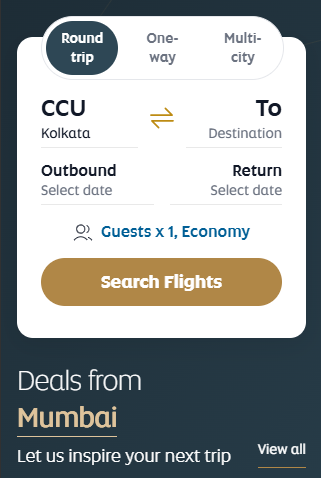 Round trip
One-way
Multi-city
CCU
To
Kolkata
Destination
Outbound
Return
Select date
Select date
Guests x 1, Economy
Search Flights
Deals from
Mumbai
Let us inspire your next trip
View all